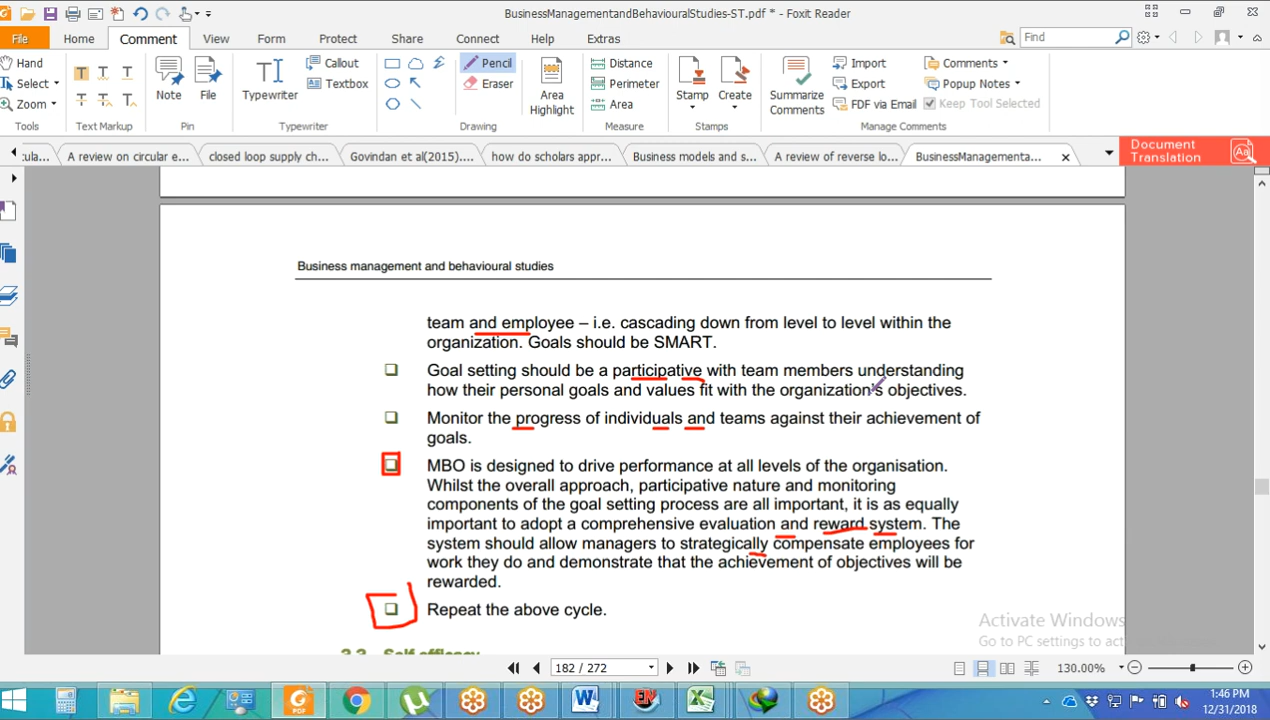 BusinessManagementandBehaviouralStudies-ST.pdf * - Foxit Reader
File Home Comment View Form Protect Share Connect Help Extras Find
Hand Select Zoom Tools
Text Markup
Note File Pin
Typewriter Callout Textbox Typewriter
Pencil Eraser Area Highlight Drawing
Distance Perimeter Area Measure
Stamp Create Stamps
Summarize Comments Import Export FDF via Email Comments Popup Notes Keep Tool Selected Manage Comments
A review on circular e... closed loop supply ch... Govindan et al(2015).... how do scholars appr... Business models and s... A review of reverse lo... BusinessManagementa... Document Translation
Business management and behavioural studies
team and employee – i.e. cascading down from level to level within the
organization. Goals should be SMART.
Goal setting should be a participative with team members understanding
how their personal goals and values fit with the organization's objectives.
Monitor the progress of individuals and teams against their achievement of
goals.
MBO is designed to drive performance at all levels of the organisation.
Whilst the overall approach, participative nature and monitoring
components of the goal setting process are all important, it is as equally
important to adopt a comprehensive evaluation and reward system. The
system should allow managers to strategically compensate employees for
work they do and demonstrate that the achievement of objectives will be
rewarded.
Repeat the above cycle.
Activate Windows
Go to PC settings to
182 / 272 130.00%
1:46 PM
12/31/2018